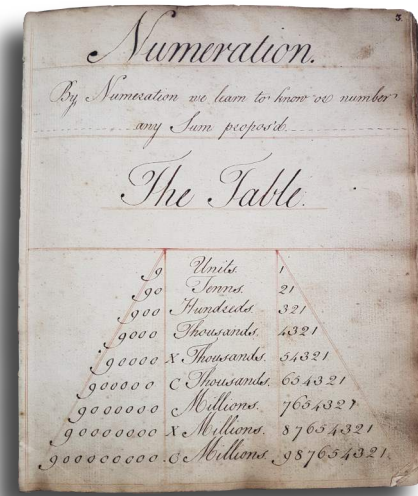 3
Numeration.
By Numeration we learn to know or number
any Sum propos'd.
The Table.
9 Units 1
90 Tenns. 21
900 Hundreds. 321
9000 Thousands. 4321
90000 X Thousands. 54321
900000 C Thousands. 654321
9000000 Millions. 7654321
90000000 X Millions. 87654321
900000000 C Millions. 987654321